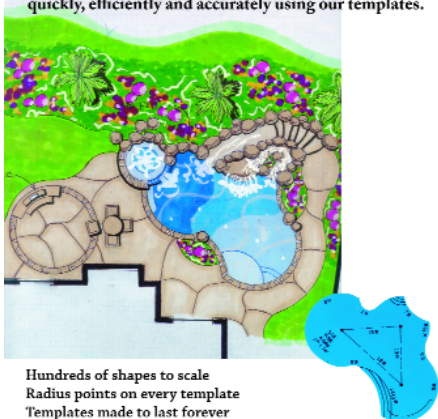 quickly, efficiently and accurately using our templates.
Hundreds of shapes to scale
Radius points on every template
Templates made to last forever